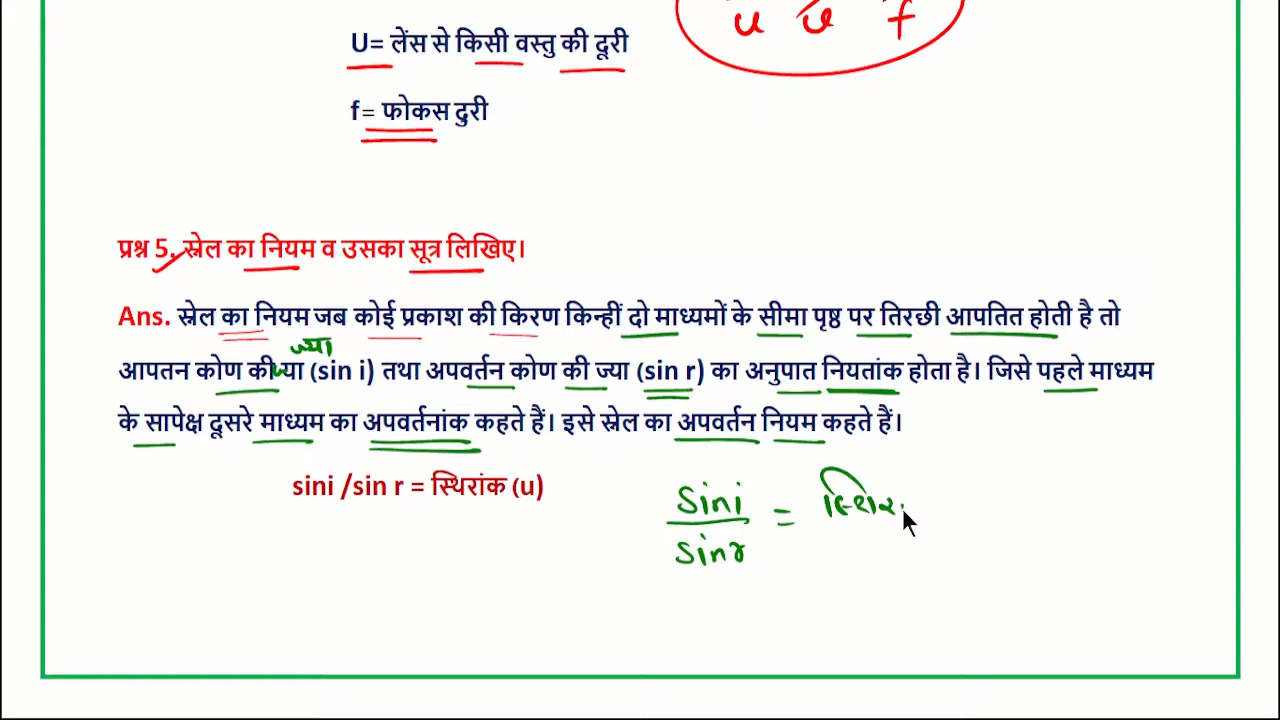 u v f
U= लेंस से किसी वस्तु की दूरी
f= फोकस दुरी
प्रश्न 5. स्नेल का नियम व उसका सूत्र लिखिए।
Ans. स्नेल का नियम जब कोई प्रकाश की किरण किन्हीं दो माध्यमों के सीमा पृष्ठ पर तिरछी आपतित होती है तो
ज्या
आपतन कोण की ज्या (sin i) तथा अपवर्तन कोण की ज्या (sin r) का अनुपात नियतांक होता है। जिसे पहले माध्यम
के सापेक्ष दूसरे माध्यम का अपवर्तनांक कहते हैं। इसे स्नेल का अपवर्तन नियम कहते हैं।
sini /sin r = स्थिरांक (u)
sini = स्थिर
sinr